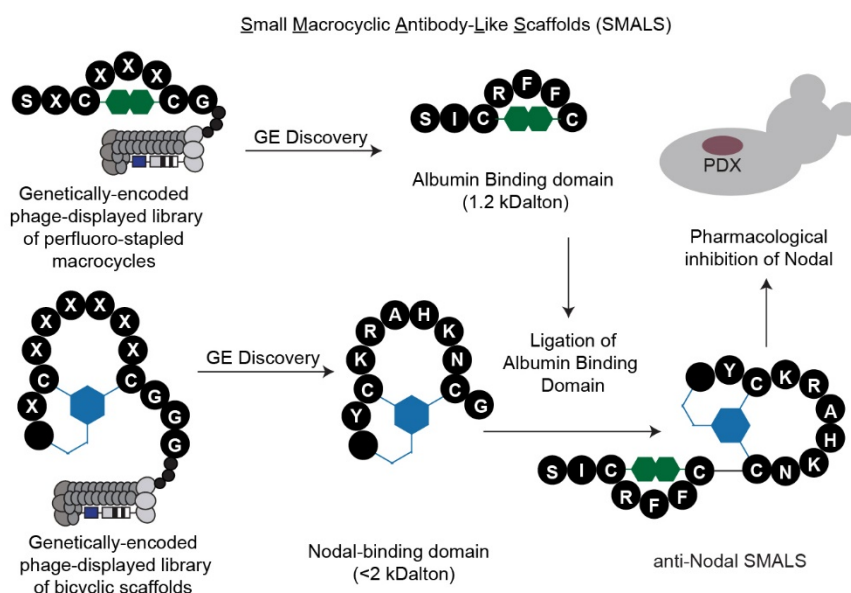 Small Macrocyclic Antibody-Like Scaffolds (SMALS)
S X C X X X C G
GE Discovery
S I C R F F C
Genetically-encoded
phage-displayed library
of perfluoro-stapled
macrocycles
Albumin Binding domain
(1.2 kDalton)
PDX
Pharmacological
inhibition of Nodal
X C X X X X X X C G G G
GE Discovery
Y C K R A H K N C G
Ligation of
Albumin Binding
Domain
Y C K R A H K N C
S I C R F F C
Genetically-encoded
phage-displayed library
of bicyclic scaffolds
Nodal-binding domain
(<2 kDalton)
anti-Nodal SMALS